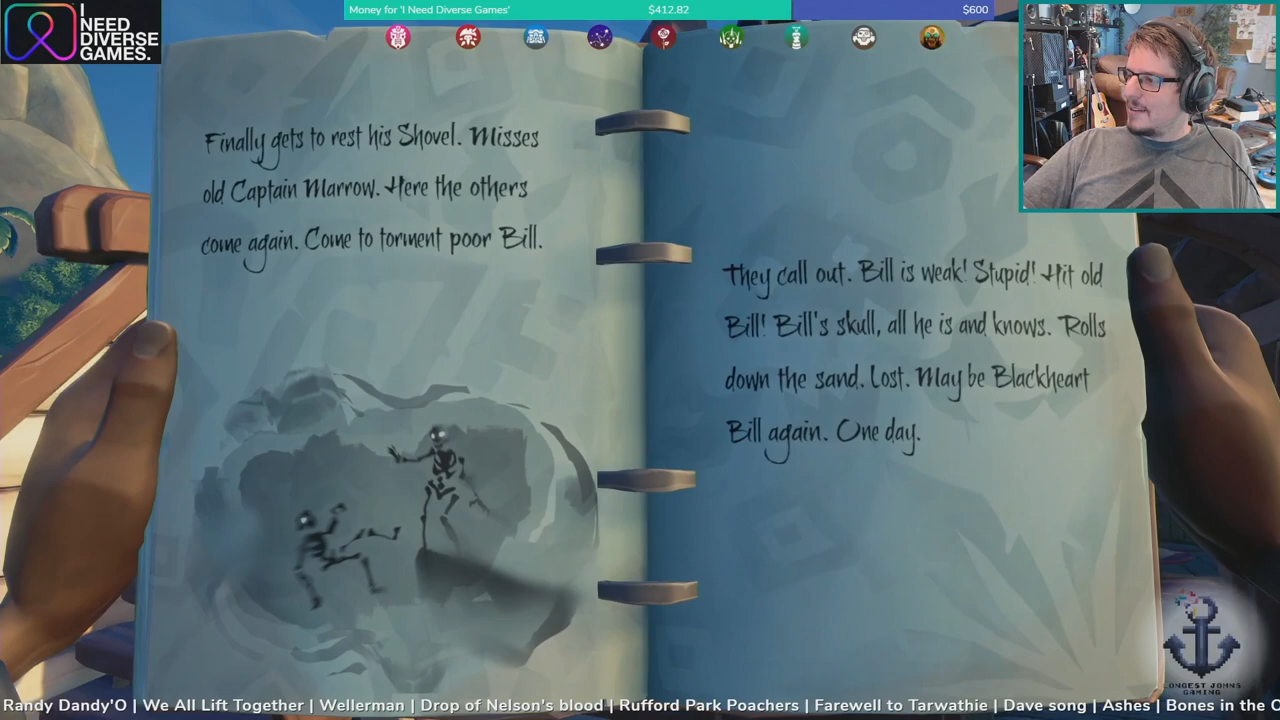 I
NEED
DIVERSE
GAMES.
Money for 'I Need Diverse Games'
$412.82
$600
Finally gets to rest his Shovel. Misses
old Captain Marrow. Here the others
come again. Come to torment poor Bill.
They call out. Bill is weak! Stupid! Hit old
Bill! Bill's skull, all he is and knows. Rolls
down the sand. Lost. May be Blackheart
Bill again. One day.
LONGEST JOHNS
GAMING
Randy Dandy'O | We All Lift Together | Wellerman | Drop of Nelson's blood | Rufford Park Poachers | Farewell to Tarwathie | Dave song | Ashes | Bones in the O